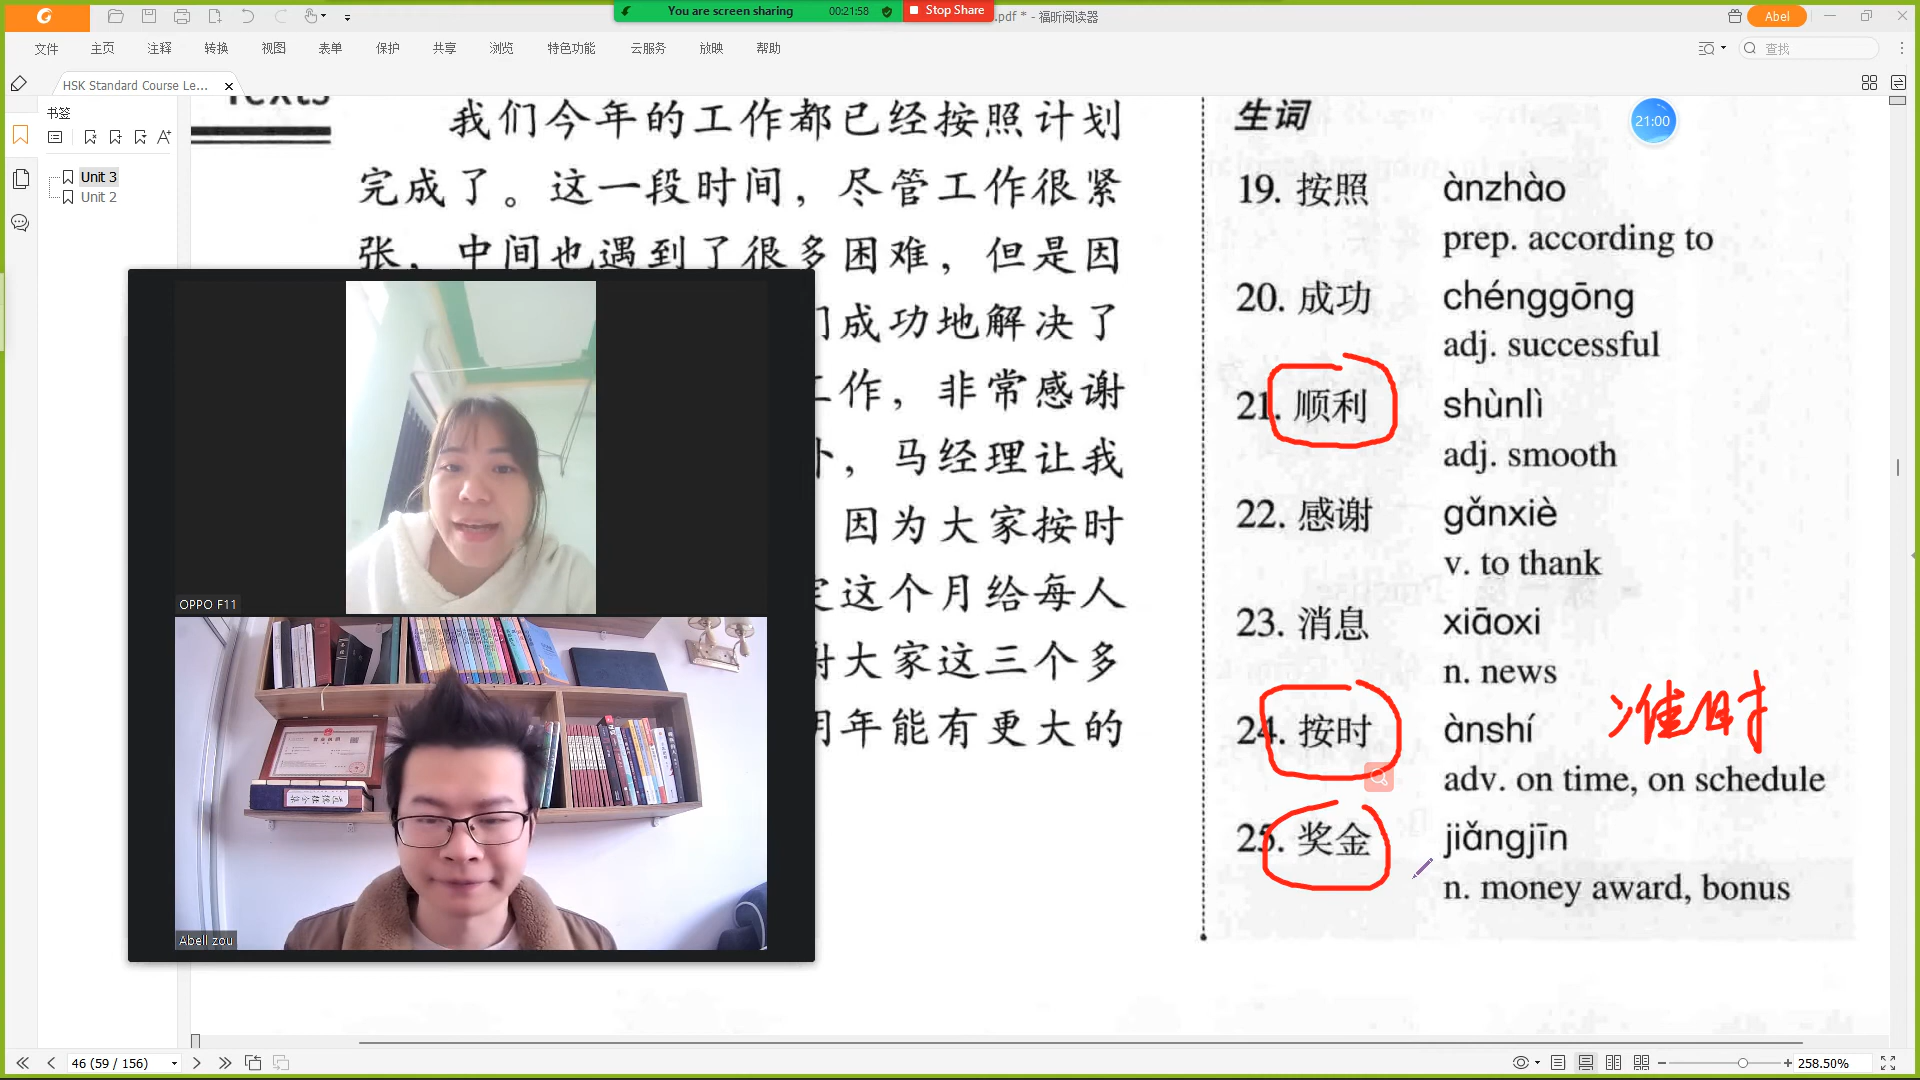 You are screen sharing
00:21:58
Stop Share
.pdf * - 福昕阅读器
Abel
文件 主页 注释 转换 视图 表单 保护 共享 浏览 特色功能 云服务 放映 帮助
查找
HSK Standard Course Le...
书签
Unit 3
Unit 2
Texts
我们今年的工作都已经按照计划
完成了。这一段时间，尽管工作很紧
张，中间也遇到了很多困难，但是因
们成功地解决了
工作，非常感谢
外，马经理让我
因为大家按时
定这个月给每人
谢大家这三个多
明年能有更大的
OPPO F11
Abell zou
生词
21:00
19. 按照 ànzhào
prep. according to
20. 成功 chénggōng
adj. successful
21. 顺利 shùnlì
adj. smooth
22. 感谢 gǎnxiè
v. to thank
23. 消息 xiāoxi
n. news
24. 按时 ànshí
准时
adv. on time, on schedule
25. 奖金 jiǎngjīn
n. money award, bonus
46 (59 / 156)
258.50%